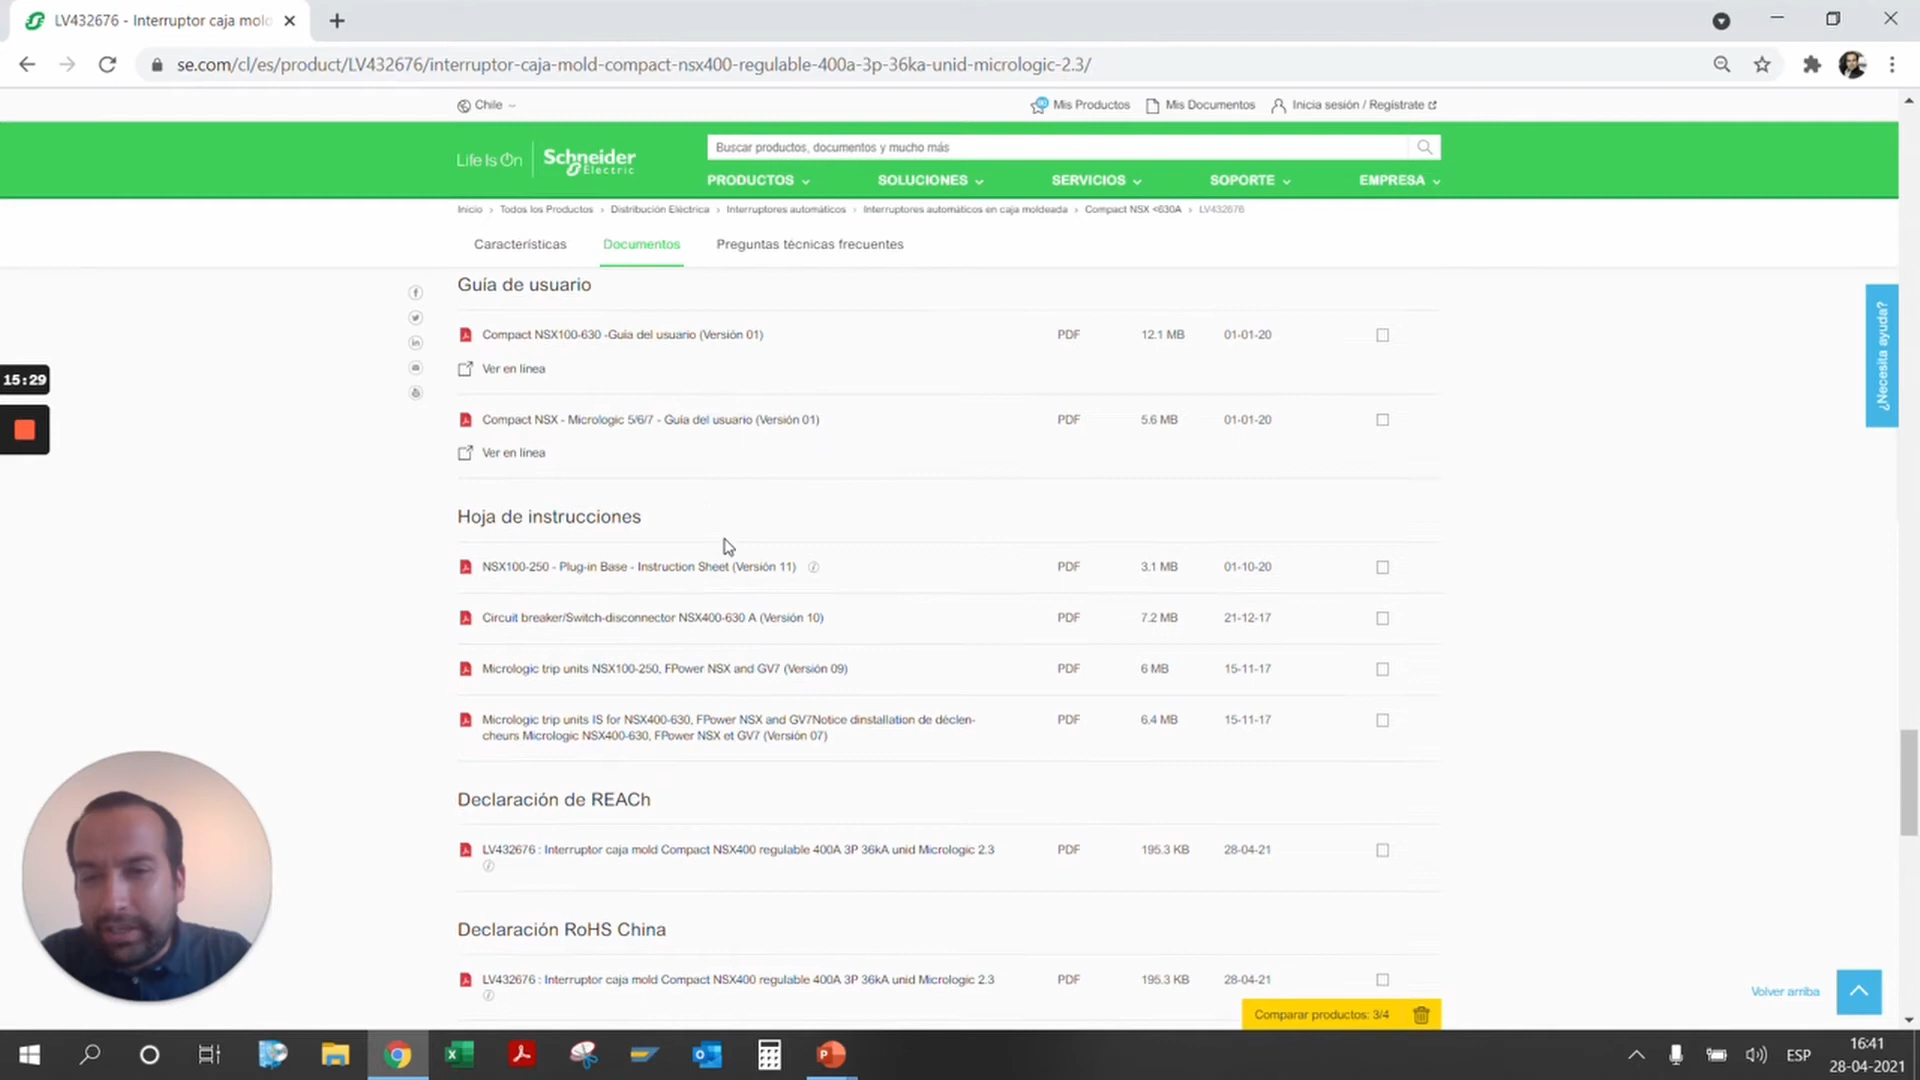 LV432676 - Interruptor caja mold
se.com/cl/es/product/LV432676/interruptor-caja-mold-compact-nsx400-regulable-400a-3p-36ka-unid-micrologic-2.3/
Chile
Mis Productos
Mis Documentos
Inicia sesión / Registrate
Life Is On
Schneider Electric
Buscar productos, documentos y mucho más
PRODUCTOS
SOLUCIONES
SERVICIOS
SOPORTE
EMPRESA
Inicio > Todos los Productos > Distribución Eléctrica > Interruptores automáticos > Interruptores automáticos en caja moldeada > Compact NSX <630A > LV432676
Características
Documentos
Preguntas técnicas frecuentes
Guía de usuario
Compact NSX100-630 -Guía del usuario (Versión 01) PDF 12.1 MB 01-01-20
Ver en línea
Compact NSX - Micrologic 5/6/7 - Guía del usuario (Versión 01) PDF 5.6 MB 01-01-20
Ver en línea
Hoja de instrucciones
NSX100-250 - Plug-in Base - Instruction Sheet (Versión 11) PDF 3.1 MB 01-10-20
Circuit breaker/Switch-disconnector NSX400-630 A (Versión 10) PDF 7.2 MB 21-12-17
Micrologic trip units NSX100-250, FPower NSX and GV7 (Versión 09) PDF 6 MB 15-11-17
Micrologic trip units IS for NSX400-630, FPower NSX and GV7Notice dinstallation de déclen- PDF 6.4 MB 15-11-17
cheurs Micrologic NSX400-630, FPower NSX et GV7 (Versión 07)
Declaración de REACh
LV432676 : Interruptor caja mold Compact NSX400 regulable 400A 3P 36kA unid Micrologic 2.3 PDF 195.3 KB 28-04-21
Declaración RoHS China
LV432676 : Interruptor caja mold Compact NSX400 regulable 400A 3P 36kA unid Micrologic 2.3 PDF 195.3 KB 28-04-21
¿Necesita ayuda?
15:29
Volver arriba
Comparar productos: 3/4
ESP
16:41
28-04-2021